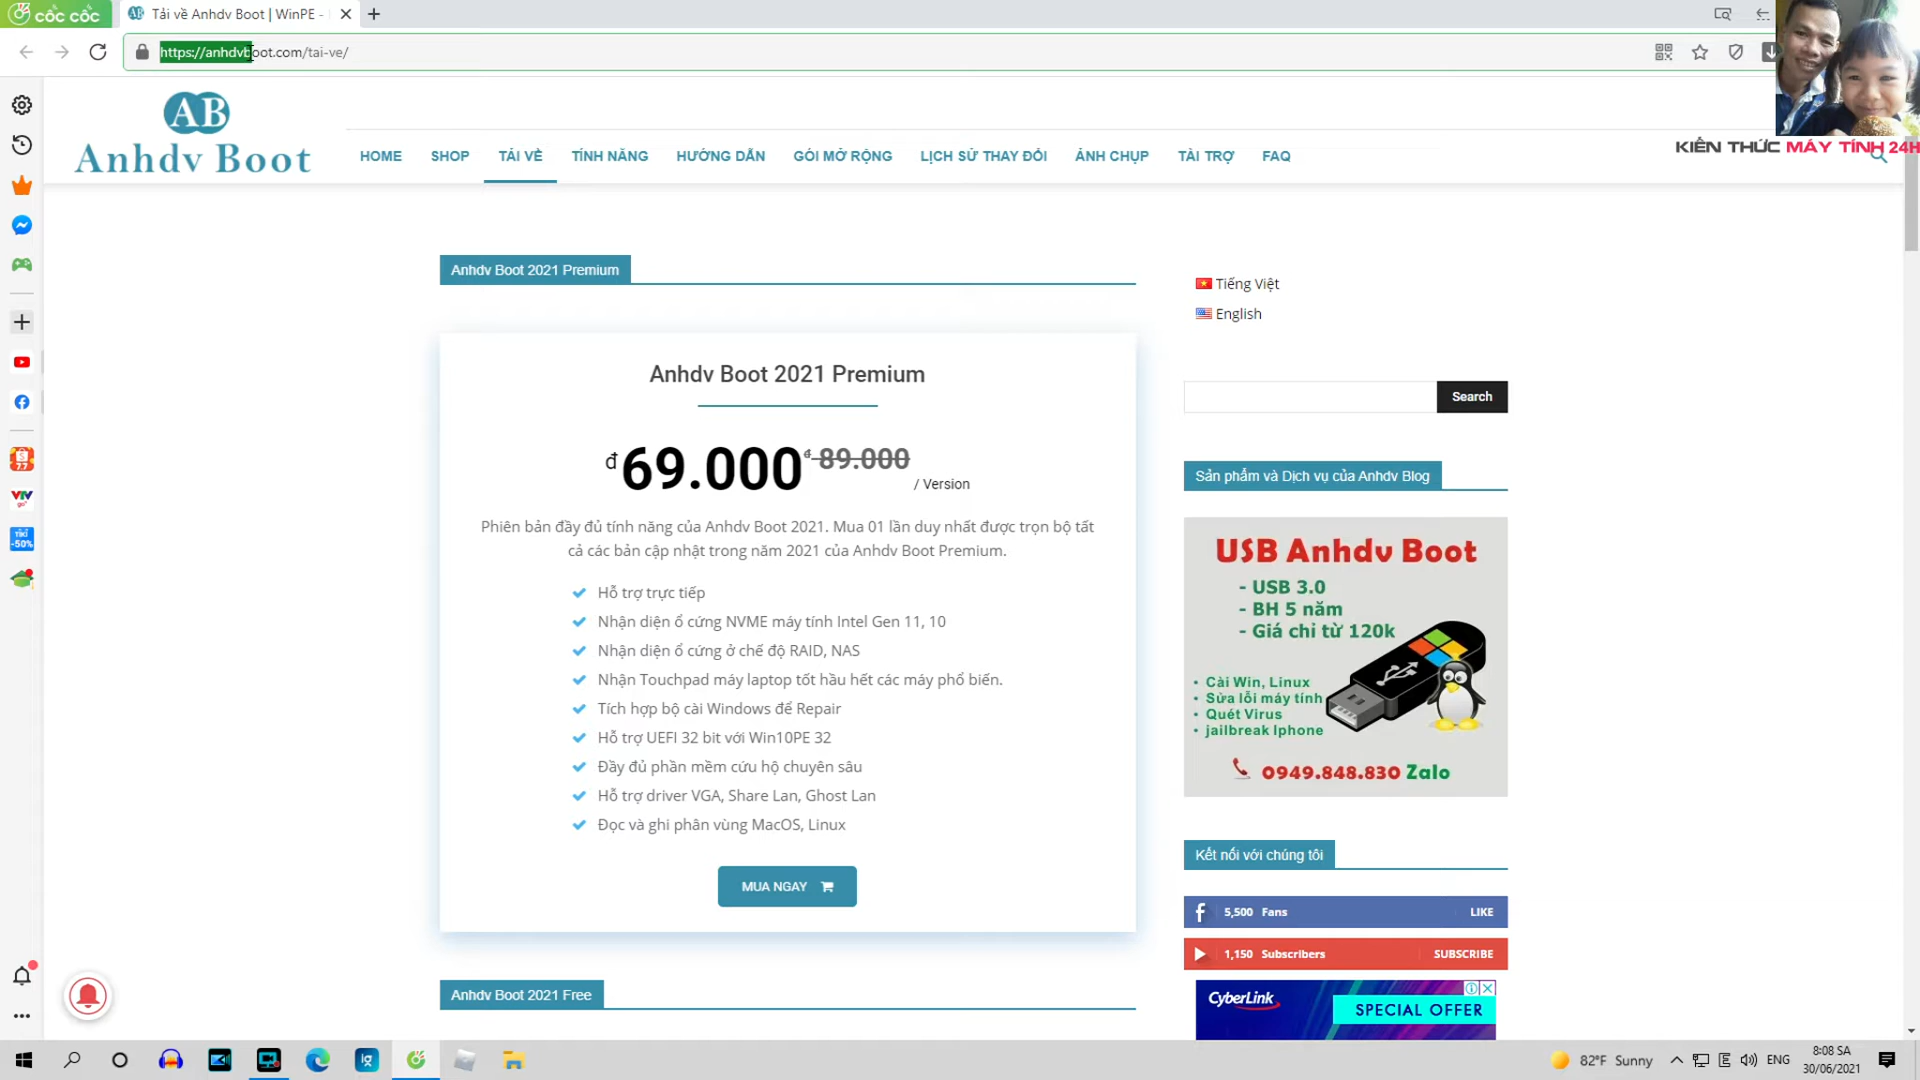 cốc cốc
Tải về Anhdv Boot | WinPE -
https://anhdvboot.com/tai-ve/
KIẾN THỨC MÁY TÍNH 24H
AB
Anhdv Boot
HOME SHOP TẢI VỀ TÍNH NĂNG HƯỚNG DẪN GÓI MỞ RỘNG LỊCH SỬ THAY ĐỔI ẢNH CHỤP TÀI TRỢ FAQ
Anhdv Boot 2021 Premium
Anhdv Boot 2021 Premium
đ 69.000 đ 89.000 / Version
Phiên bản đầy đủ tính năng của Anhdv Boot 2021. Mua 01 lần duy nhất được trọn bộ tất
cả các bản cập nhật trong năm 2021 của Anhdv Boot Premium.
Hỗ trợ trực tiếp
Nhận diện ổ cứng NVME máy tính Intel Gen 11, 10
Nhận diện ổ cứng ở chế độ RAID, NAS
Nhận Touchpad máy laptop tốt hầu hết các máy phổ biến.
Tích hợp bộ cài Windows để Repair
Hỗ trợ UEFI 32 bit với Win10PE 32
Đầy đủ phần mềm cứu hộ chuyên sâu
Hỗ trợ driver VGA, Share Lan, Ghost Lan
Đọc và ghi phân vùng MacOS, Linux
MUA NGAY
Anhdv Boot 2021 Free
Tiếng Việt
English
Search
Sản phẩm và Dịch vụ của Anhdv Blog
USB Anhdv Boot
- USB 3.0
- BH 5 năm
- Giá chỉ từ 120k
• Cài Win, Linux
• Sửa lỗi máy tính
• Quét Virus
• jailbreak Iphone
0949.848.830 Zalo
Kết nối với chúng tôi
5,500 Fans LIKE
1,150 Subscribers SUBSCRIBE
CyberLink SPECIAL OFFER
7.7
VTV
go
TIKI
-50%
ig
82°F Sunny
ENG
8:08 SA
30/06/2021